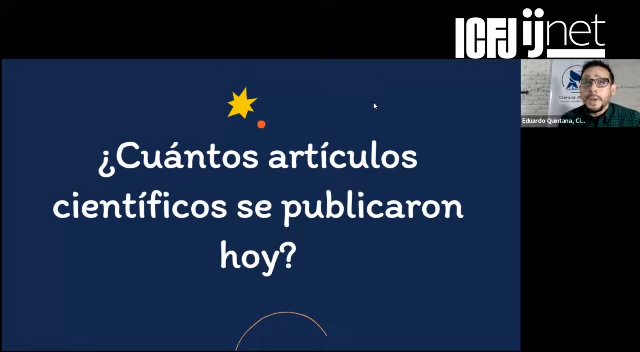 ICFJ ijnet
¿Cuántos artículos
científicos se publicaron
hoy?
Eduardo Quintana, Ci...